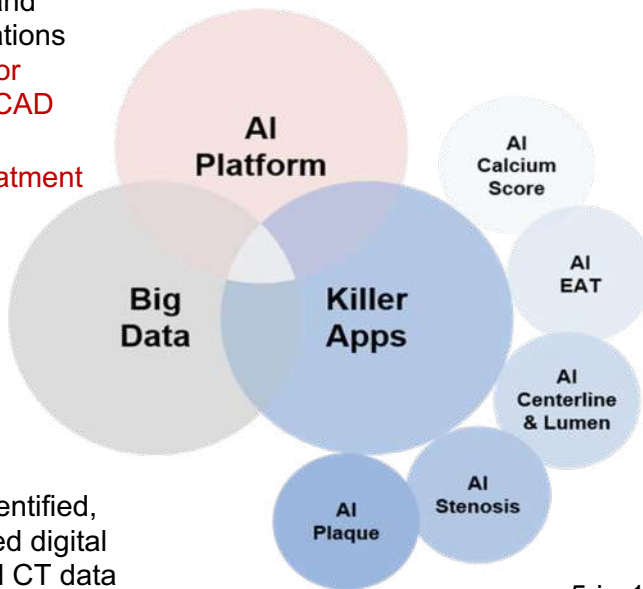 and
ations
or
CAD
atment
AI
Platform
Big
Data
Killer
Apps
AI
Calcium
Score
AI
EAT
AI
Centerline
& Lumen
AI
Stenosis
AI
Plaque
entified,
ed digital
d CT data